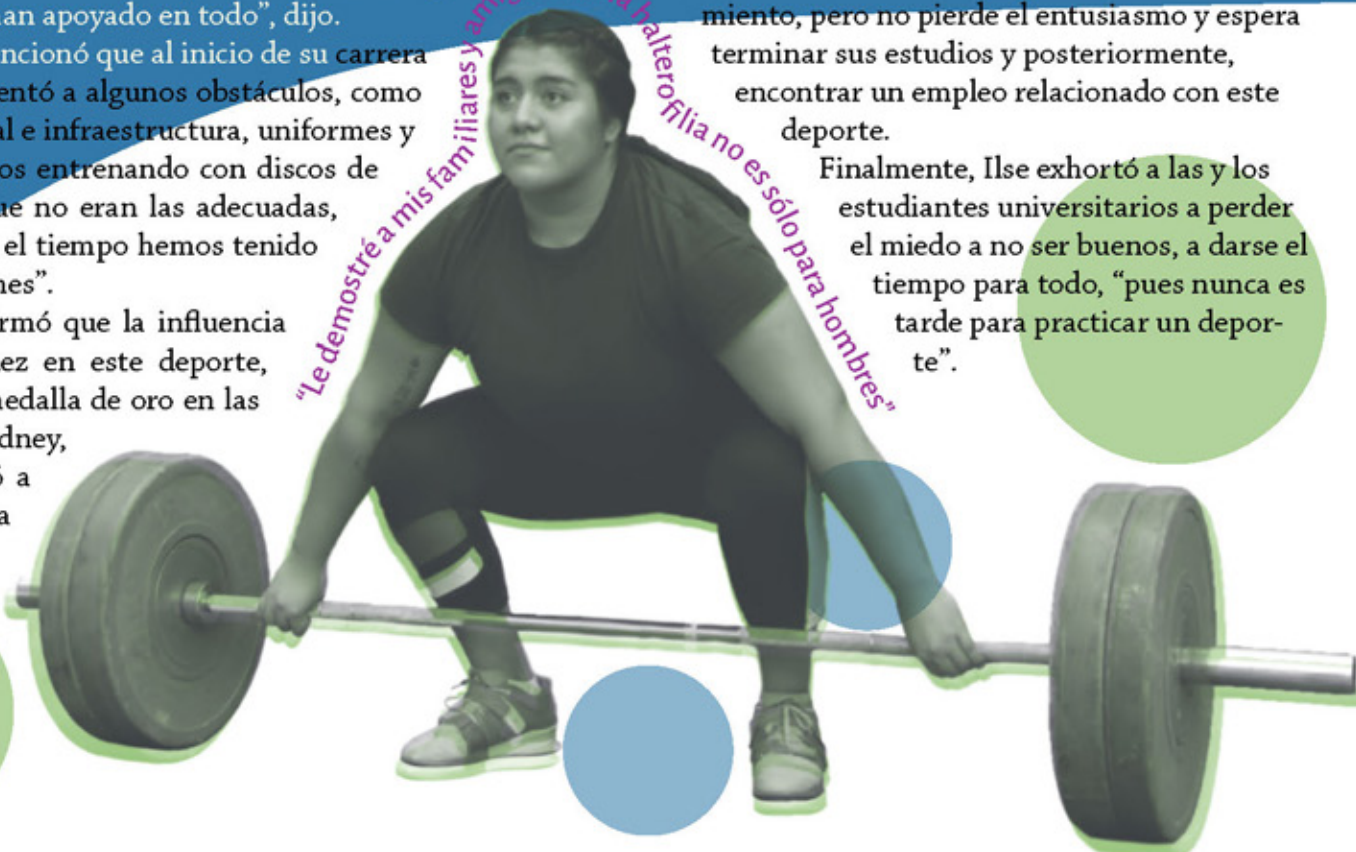 an apoyado en todo”, dijo.
ncionó que al inicio de su carrera
entó a algunos obstáculos, como
al e infraestructura, uniformes y
os entrenando con discos de
ue no eran las adecuadas,
el tiempo hemos tenido
nes”.
rmó que la influencia
ez en este deporte,
medalla de oro en las
dney,
ó a
a
“Le demostré a mis familiares y amig
a halterofilia no es sólo para hombres”
miento, pero no pierde el entusiasmo y espera
terminar sus estudios y posteriormente,
encontrar un empleo relacionado con este
deporte.
Finalmente, Ilse exhortó a las y los
estudiantes universitarios a perder
el miedo a no ser buenos, a darse el
tiempo para todo, “pues nunca es
tarde para practicar un depor-
te”.